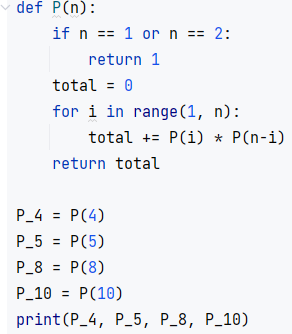 def P(n):
    if n == 1 or n == 2:
        return 1
    total = 0
    for i in range(1, n):
        total += P(i) * P(n-i)
    return total

P_4 = P(4)
P_5 = P(5)
P_8 = P(8)
P_10 = P(10)
print(P_4, P_5, P_8, P_10)